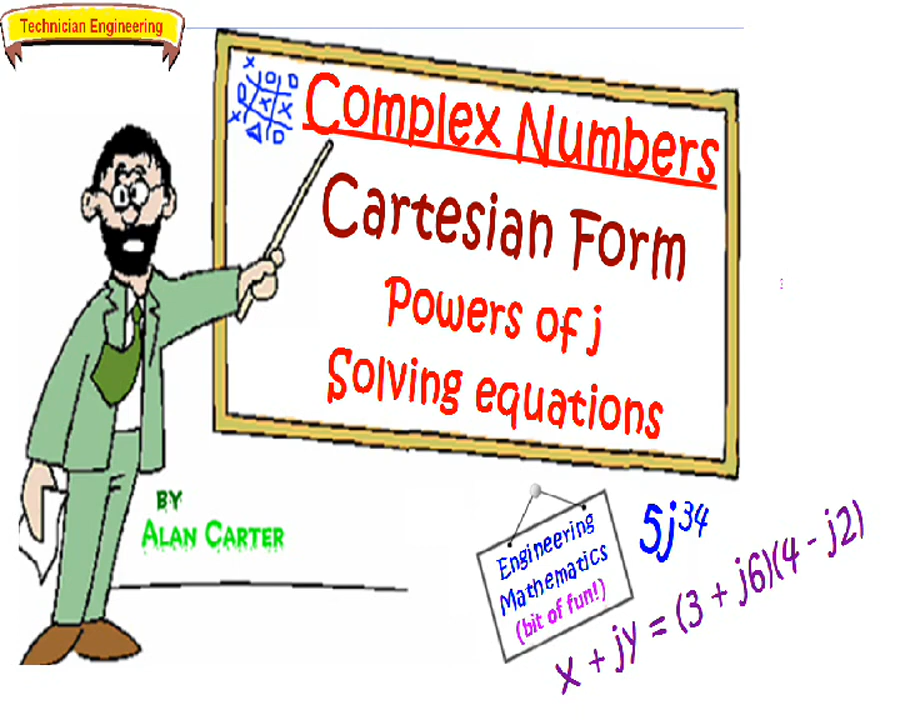 Technician Engineering
Complex Numbers
Cartesian Form
Powers of j
Solving equations
BY
ALAN CARTER
Engineering
Mathematics
(bit of fun!)
5j³⁴
x + jy = (3 + j6)(4 - j2)